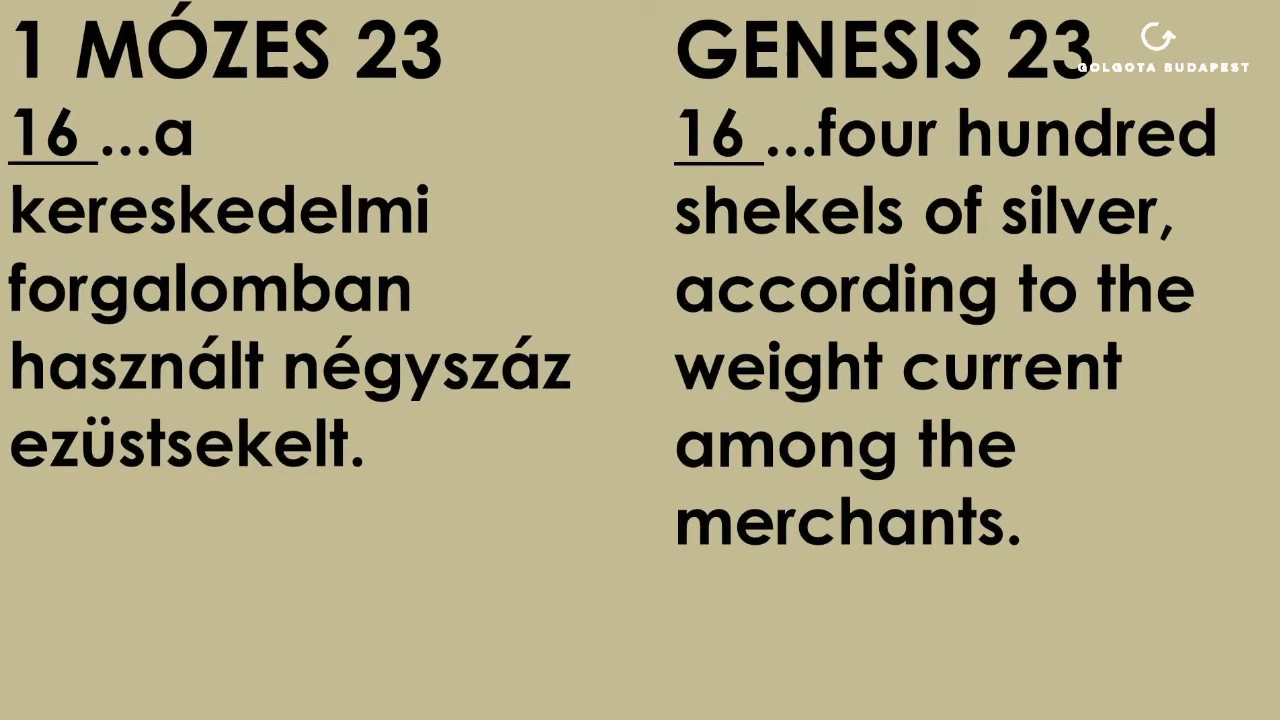 1 MÓZES 23
16 ...a
kereskedelmi
forgalomban
használt négyszáz
ezüstsekelt.
GENESIS 23
16 ...four hundred
shekels of silver,
according to the
weight current
among the
merchants.
GOLGOTA BUDAPEST